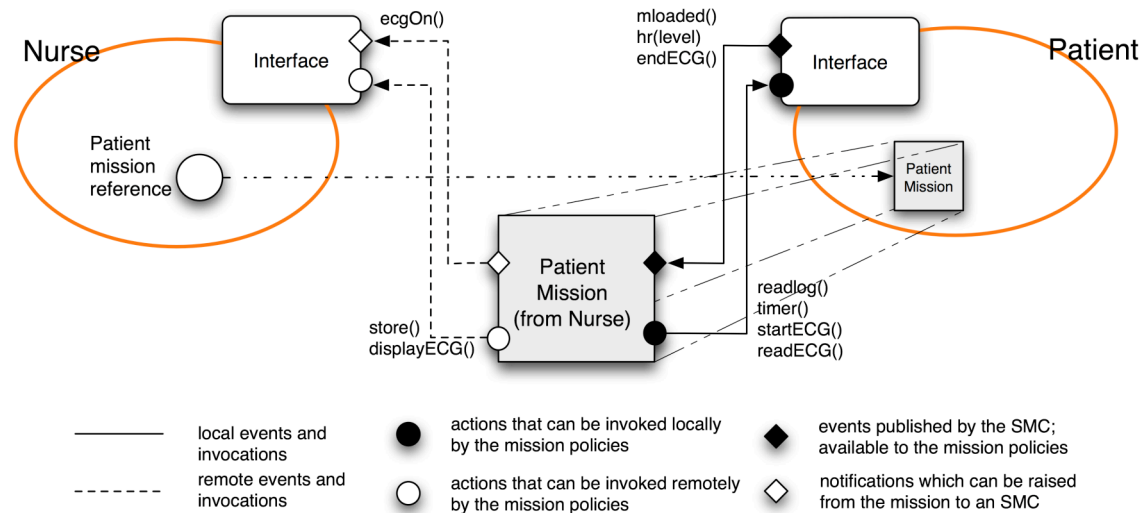 ecgOn()
mloaded()
hr(level)
endECG()
Nurse
Interface
Interface
Patient
Patient
mission
reference
Patient
Mission
Patient
Mission
(from Nurse)
store()
displayECG()
readlog()
timer()
startECG()
readECG()
local events and
invocations
remote events and
invocations
actions that can be invoked locally
by the mission policies
actions that can be invoked remotely
by the mission policies
events published by the SMC;
available to the mission policies
notifications which can be raised
from the mission to an SMC